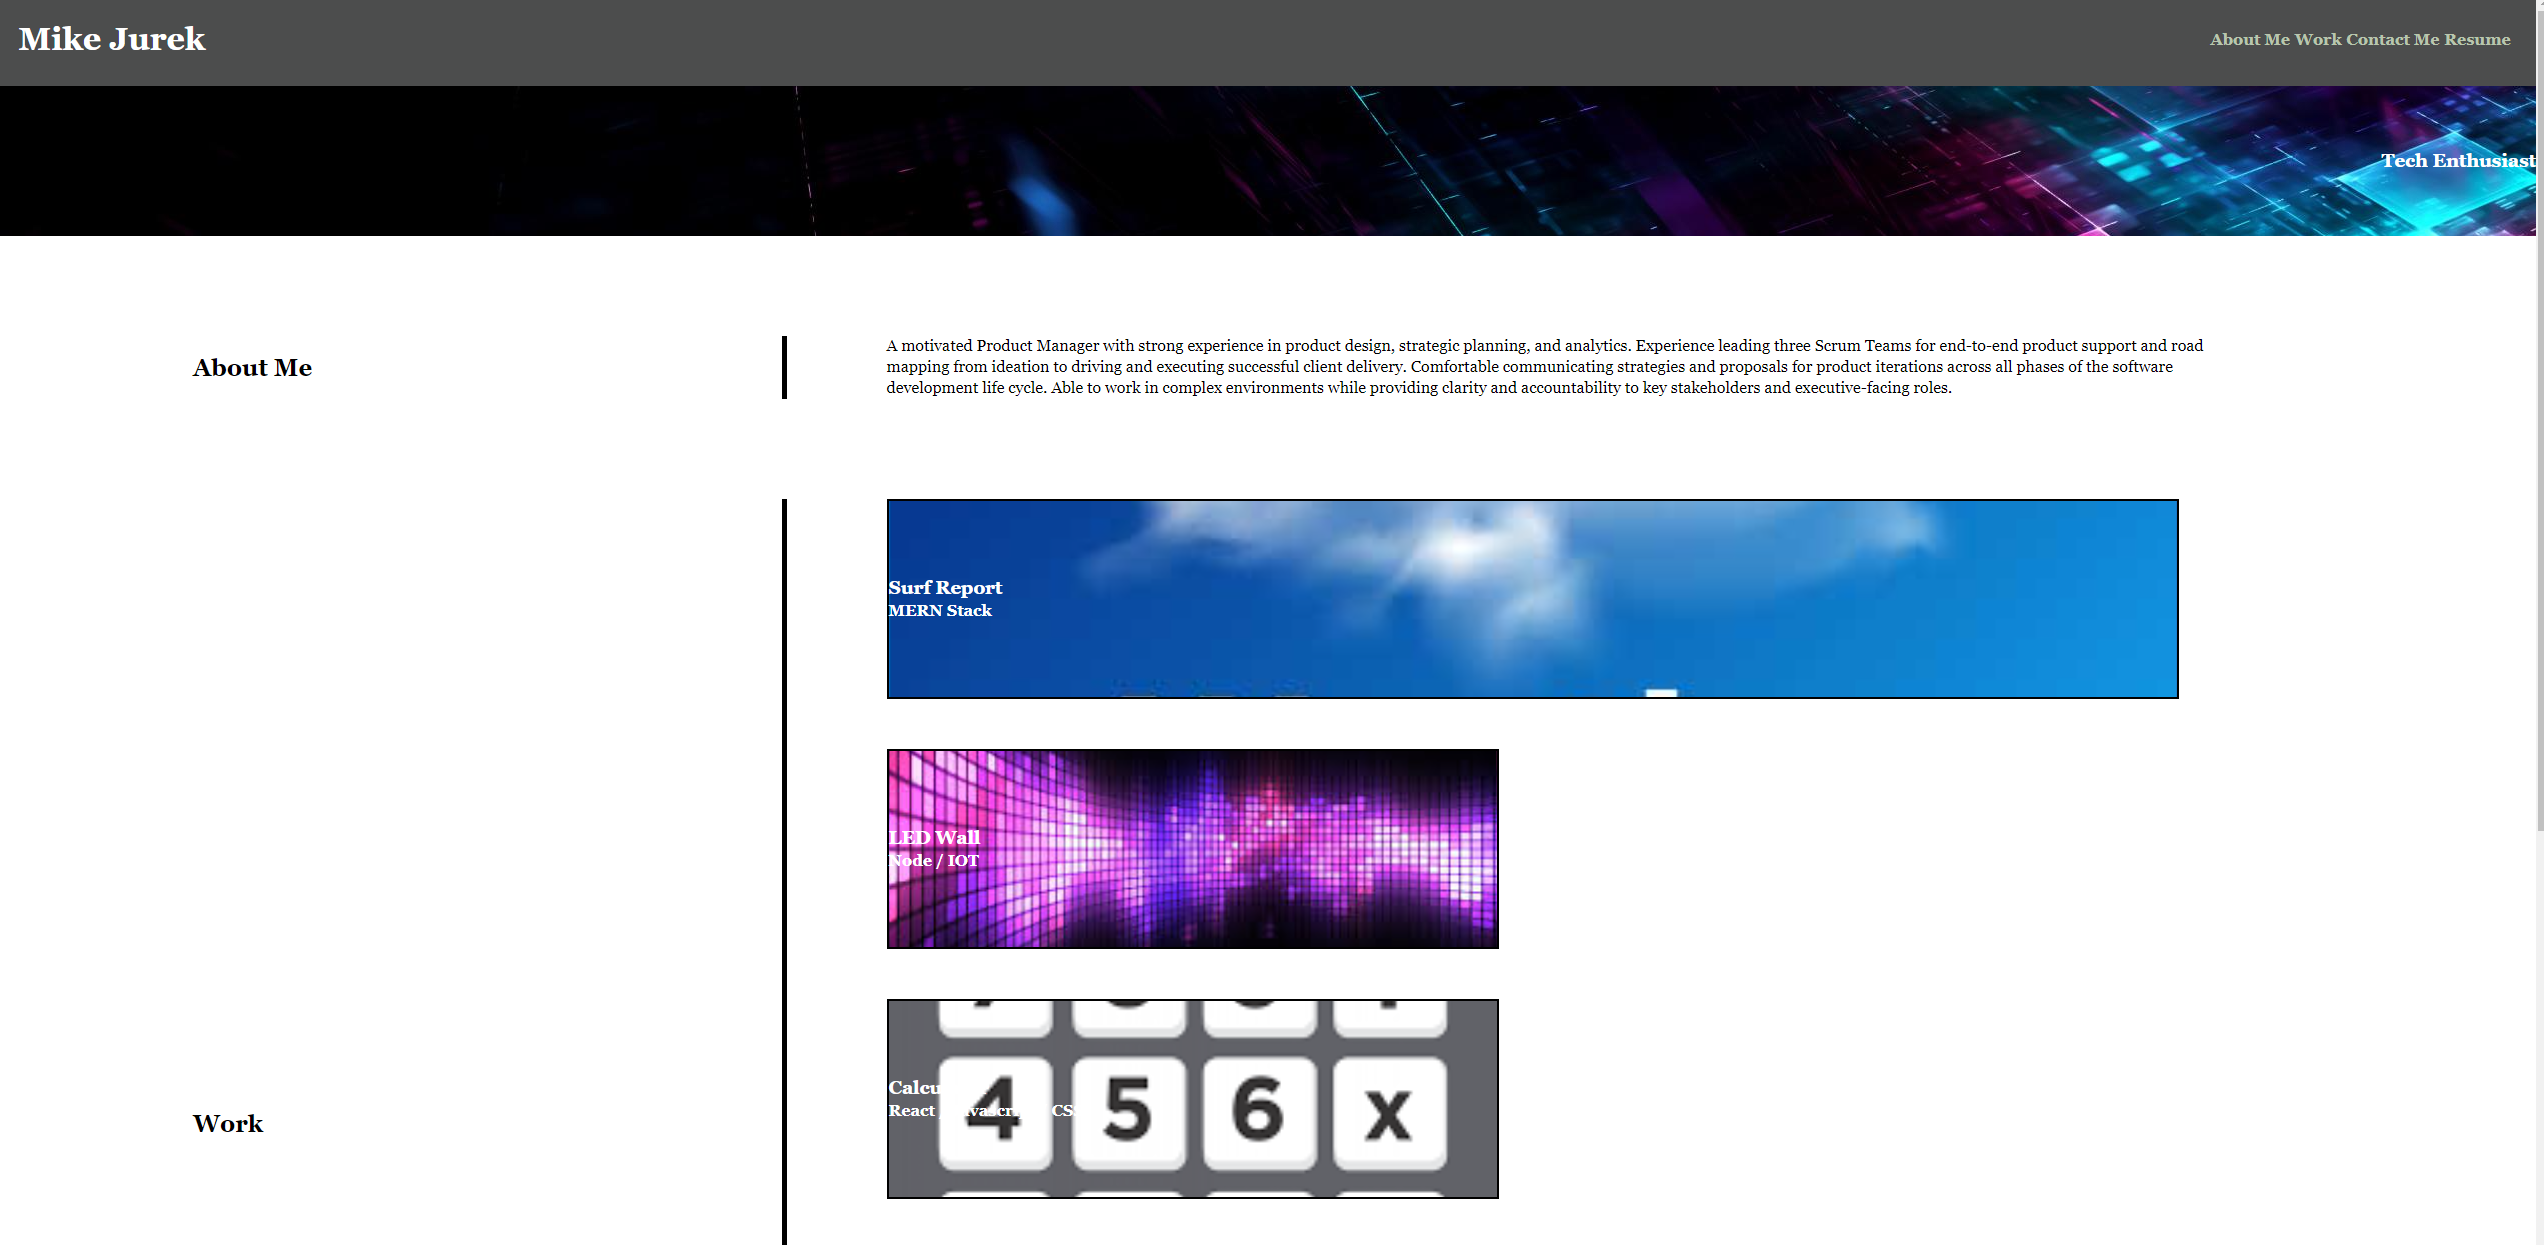 Mike Jurek
About Me Work Contact Me Resume
Tech Enthusiast
About Me
A motivated Product Manager with strong experience in product design, strategic planning, and analytics. Experience leading three Scrum Teams for end-to-end product support and road
mapping from ideation to driving and executing successful client delivery. Comfortable communicating strategies and proposals for product iterations across all phases of the software
development life cycle. Able to work in complex environments while providing clarity and accountability to key stakeholders and executive-facing roles.
Surf Report
MERN Stack
LED Wall
Node / IOT
4 5 6 x
React
Work